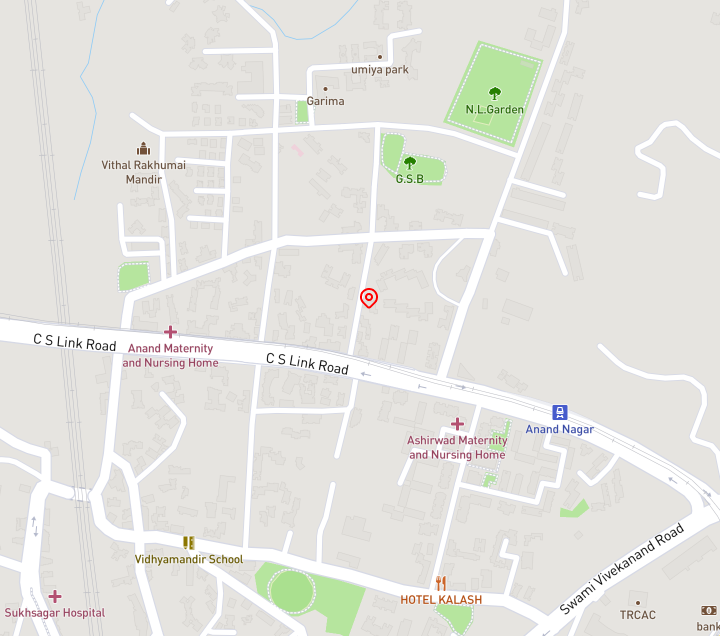 umiya park
Garima
N.L.Garden
Vithal Rakhumai
Mandir
G.S.B
C S Link Road
Anand Maternity
and Nursing Home
C S Link Road
Anand Nagar
Ashirwad Maternity
and Nursing Home
Swami Vivekanand Road
Vidhyamandir School
HOTEL KALASH
Sukhsagar Hospital
TRCAC
bank